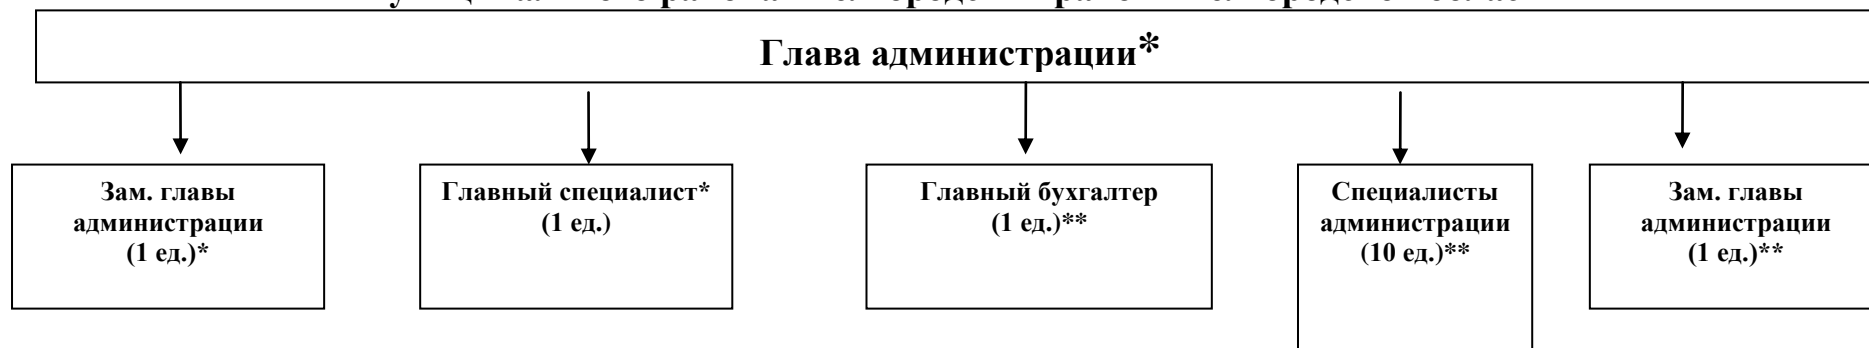 Глава администрации*
Зам. главы
администрации
(1 ед.)*
Главный специалист*
(1 ед.)
Главный бухгалтер
(1 ед.)**
Специалисты
администрации
(10 ед.)**
Зам. главы
администрации
(1 ед.)**